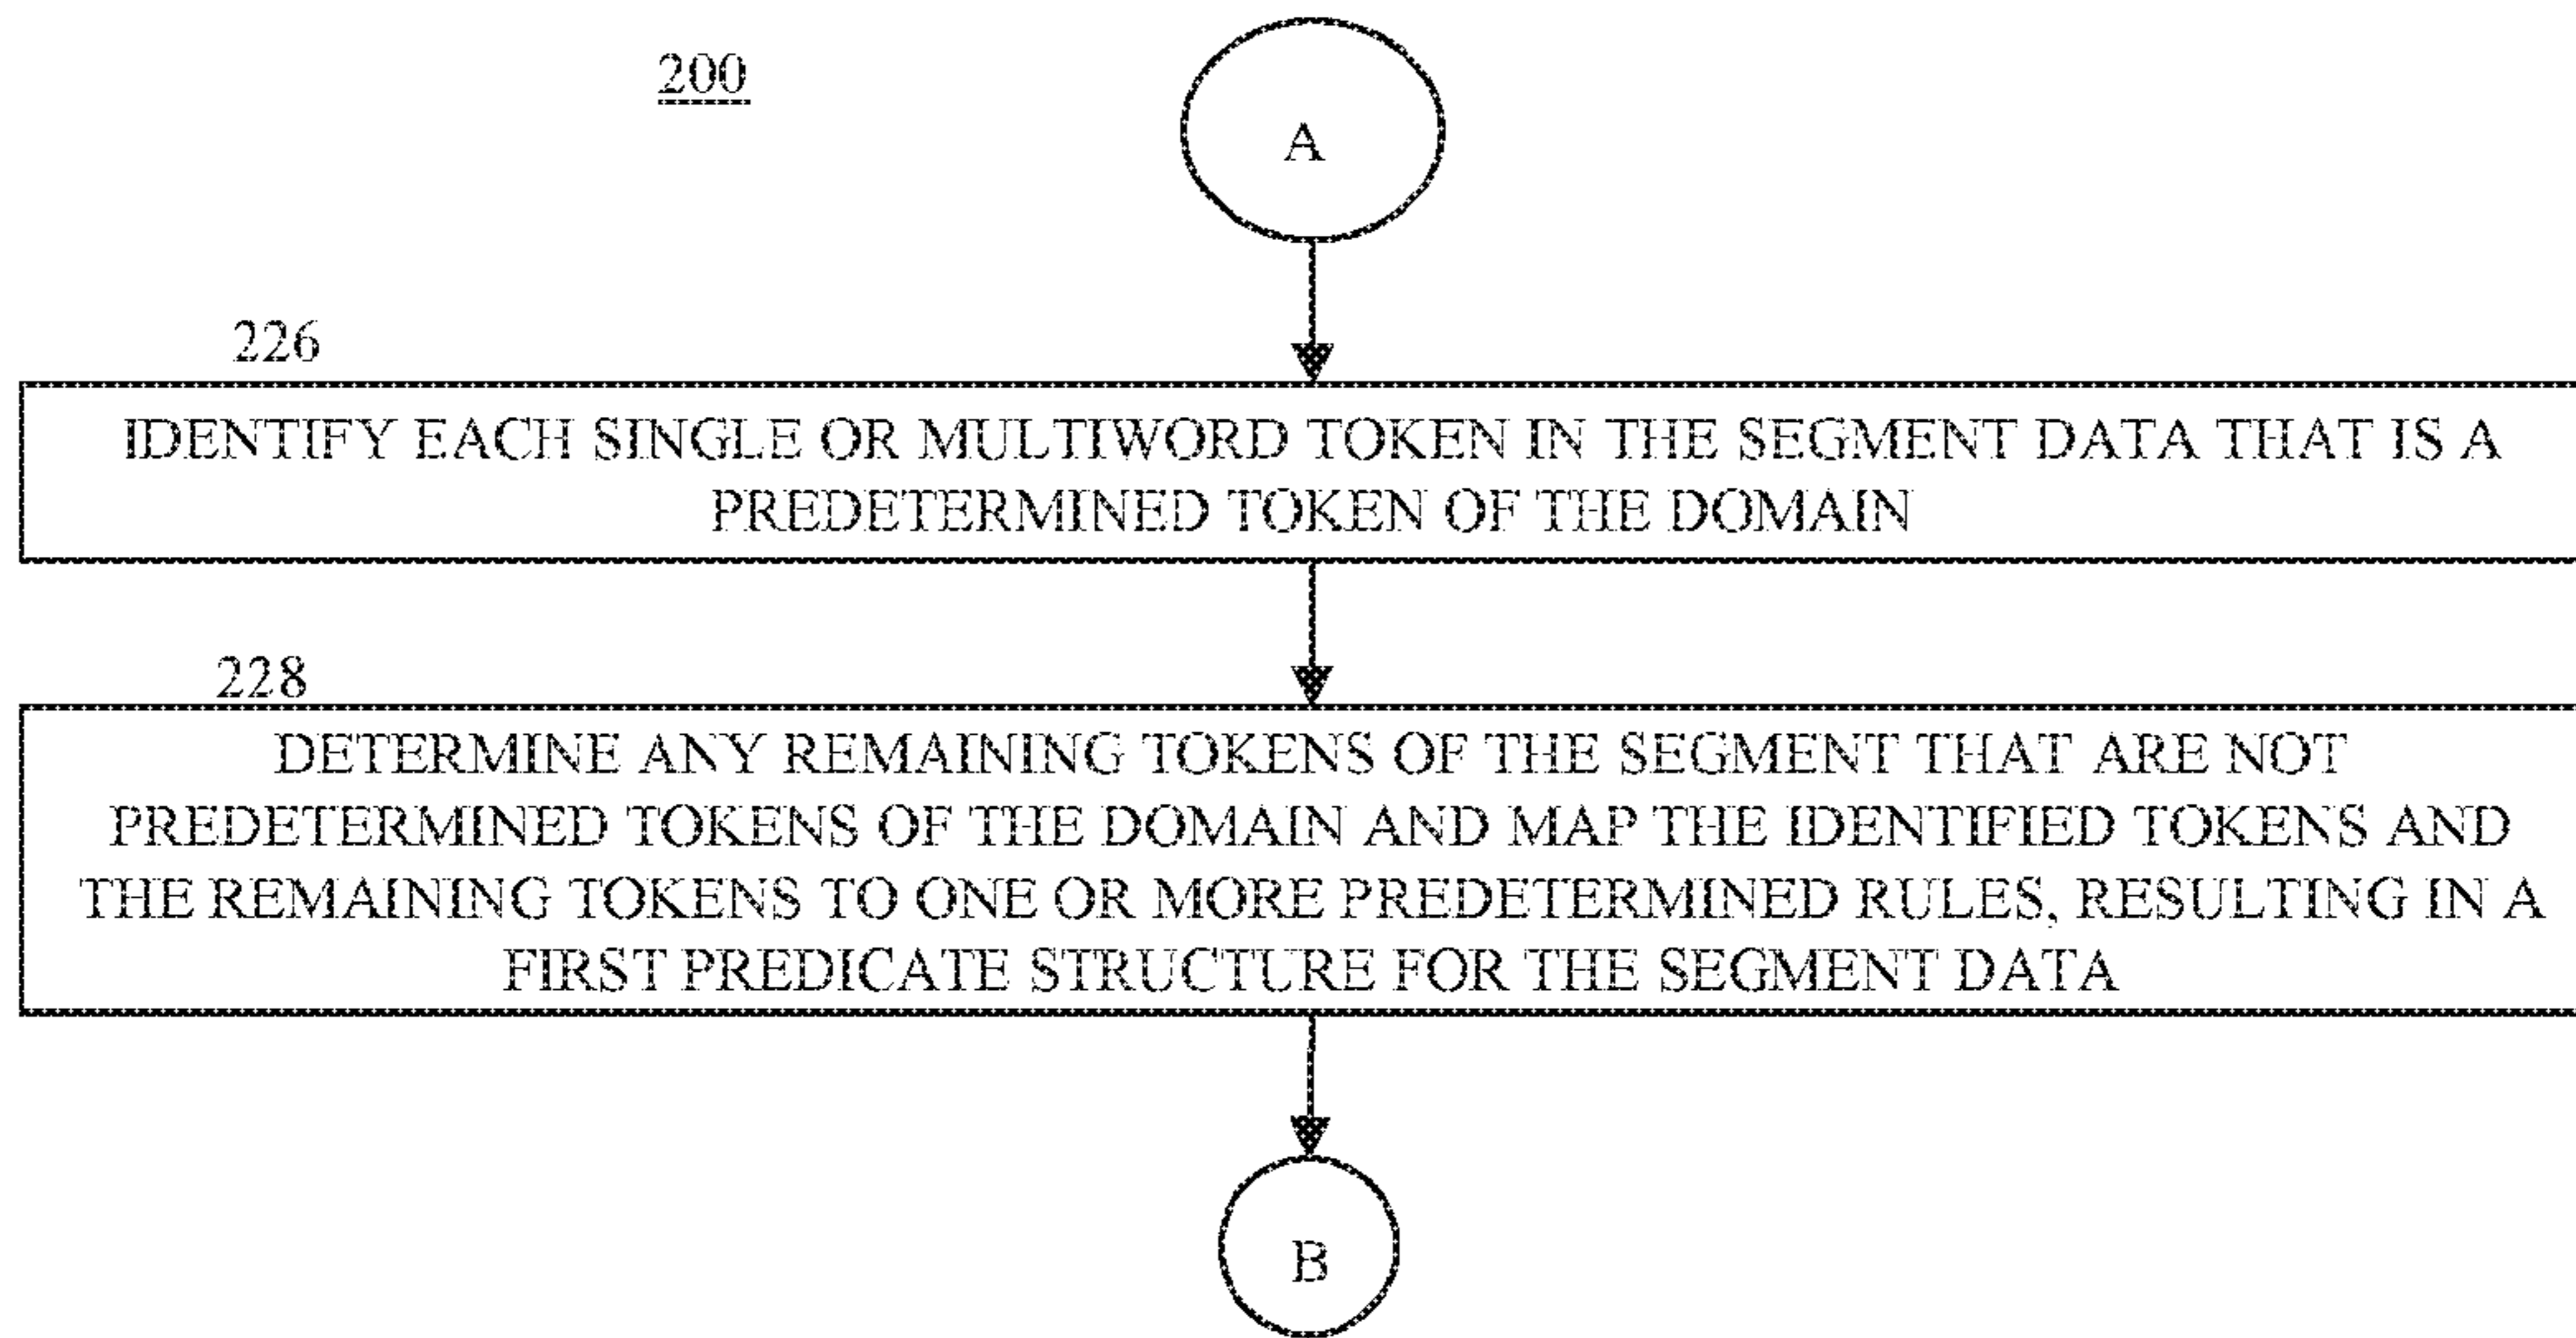 200
A
226
IDENTIFY EACH SINGLE OR MULTIWORD TOKEN IN THE SEGMENT DATA THAT IS A
PREDETERMINED TOKEN OF THE DOMAIN
228
DETERMINE ANY REMAINING TOKENS OF THE SEGMENT THAT ARE NOT
PREDETERMINED TOKENS OF THE DOMAIN AND MAP THE IDENTIFIED TOKENS AND
THE REMAINING TOKENS TO ONE OR MORE PREDETERMINED RULES, RESULTING IN A
FIRST PREDICATE STRUCTURE FOR THE SEGMENT DATA
B